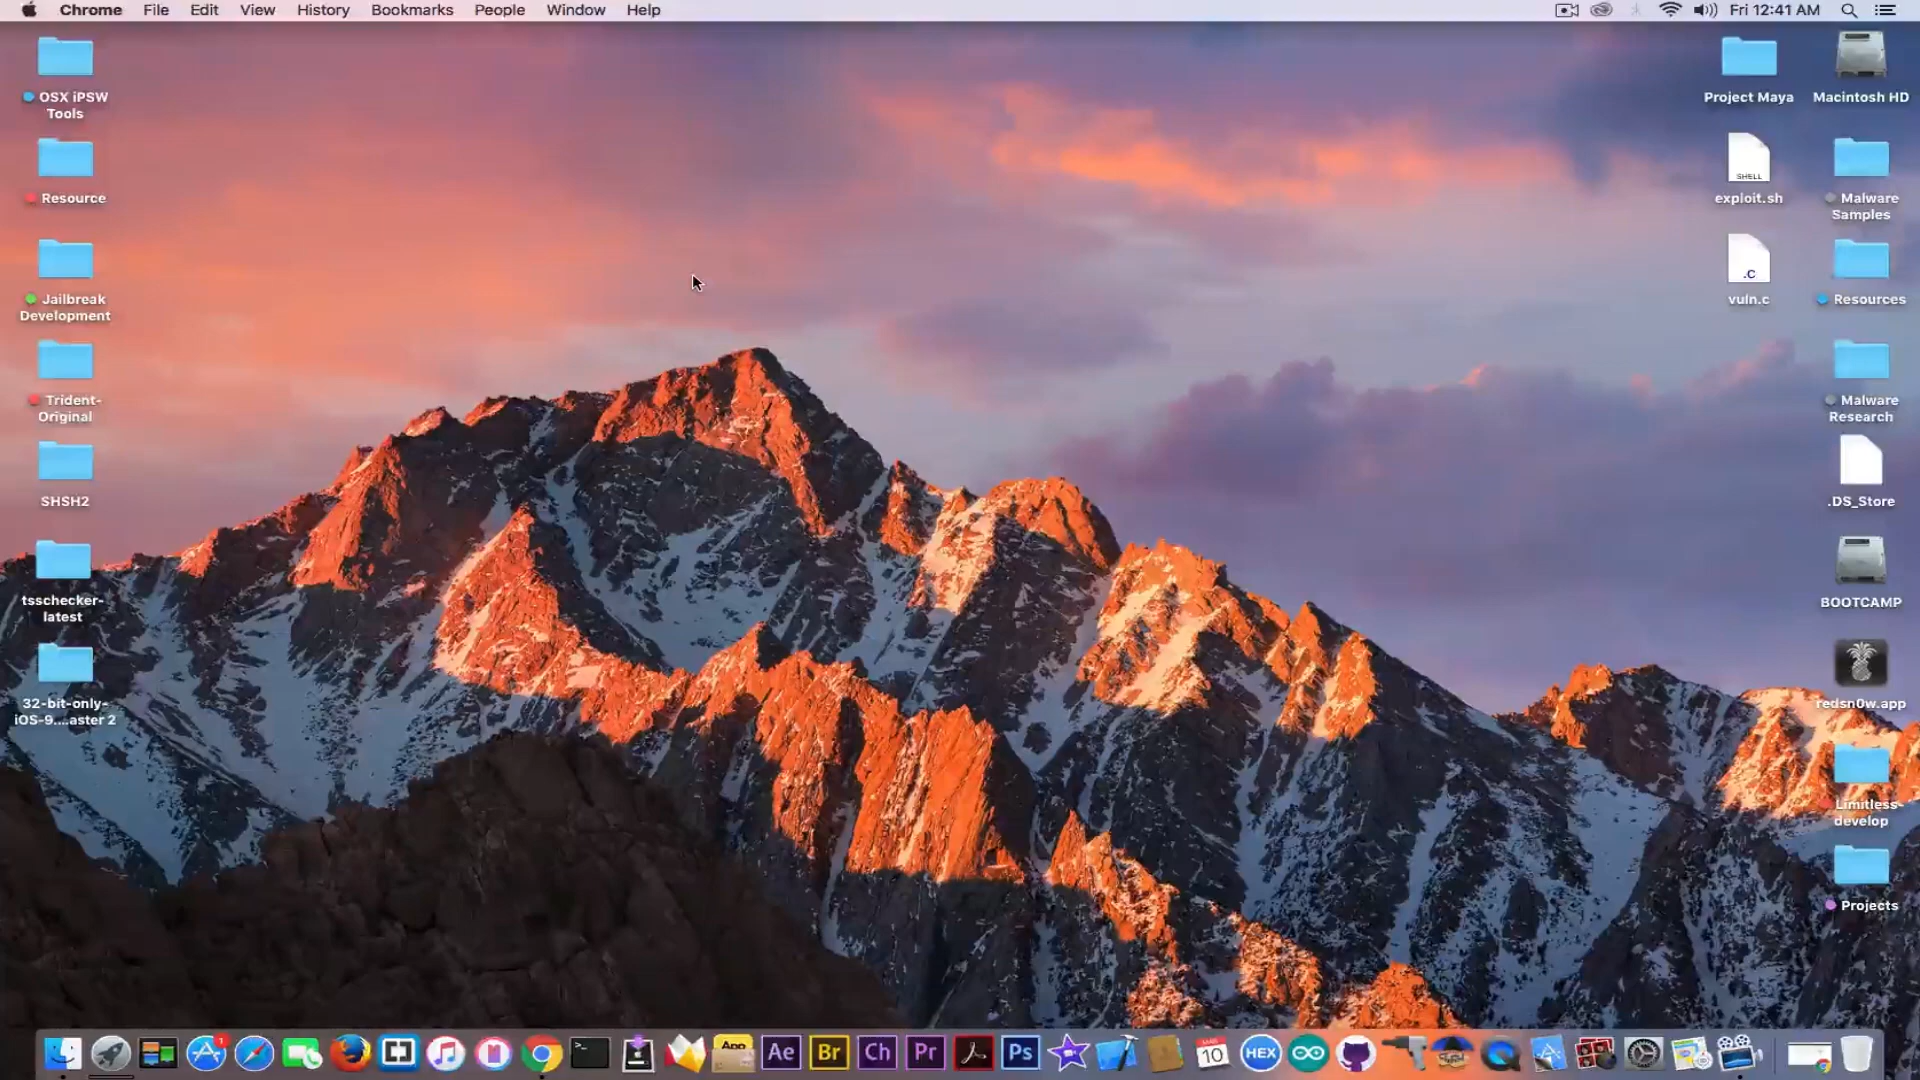 Chrome File Edit View History Bookmarks People Window Help
Fri 12:41 AM
OSX iPSW
Tools
Resource
Jailbreak
Development
Trident-
Original
SHSH2
tsschecker-
latest
32-bit-only-
iOS-9....aster 2
Project Maya
SHELL
exploit.sh
.C
vuln.c
Macintosh HD
Malware
Samples
Resources
Malware
Research
.DS_Store
BOOTCAMP
redsn0w.app
Limitless-
develop
Projects
1
App
Ae
Br
Ch
Pr
Ps
10
HEX